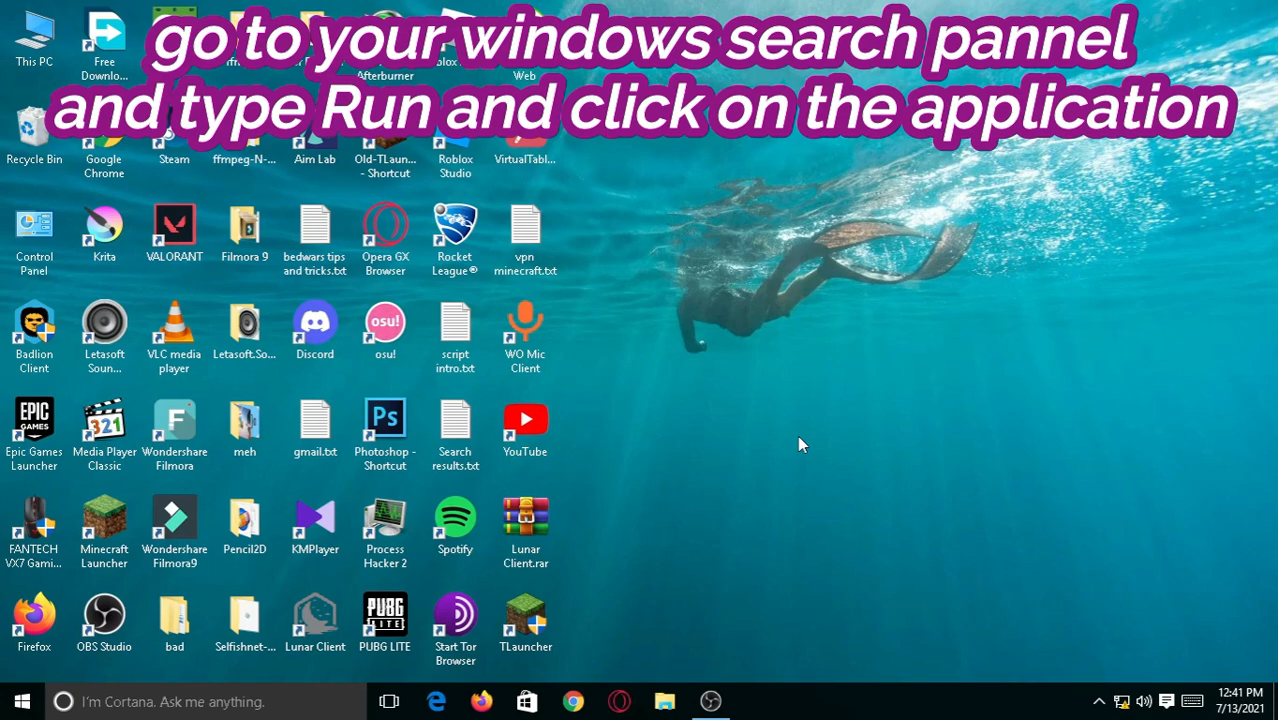 go to your windows search pannel
and type Run and click on the application
This PC
Free
Downlo...
Afterburner
Web
Recycle Bin
Google
Chrome
Steam
ffmpeg-N-...
Aim Lab
Old-TLaun...
- Shortcut
Roblox
Studio
VirtualTabl...
Control
Panel
Krita
VALORANT
Filmora 9
bedwars tips
and tricks.txt
Opera GX
Browser
Rocket
League®
vpn
minecraft.txt
Badlion
Client
Letasoft
Soun...
VLC media
player
Letasoft.So...
Discord
osu!
osu!
script
intro.txt
WO Mic
Client
EPIC
GAMES
Epic Games
Launcher
321
Media Player
Classic
Wondershare
Filmora
meh
gmail.txt
Ps
Photoshop -
Shortcut
Search
results.txt
YouTube
FANTECH
VX7 Gami...
Minecraft
Launcher
Wondershare
Filmora9
Pencil2D
KMPlayer
Process
Hacker 2
Spotify
Lunar
Client.rar
Firefox
OBS Studio
bad
Selfishnet-...
Lunar Client
PUBG
LITE
PUBG LITE
Start Tor
Browser
TLauncher
I'm Cortana. Ask me anything.
12:41 PM
7/13/2021